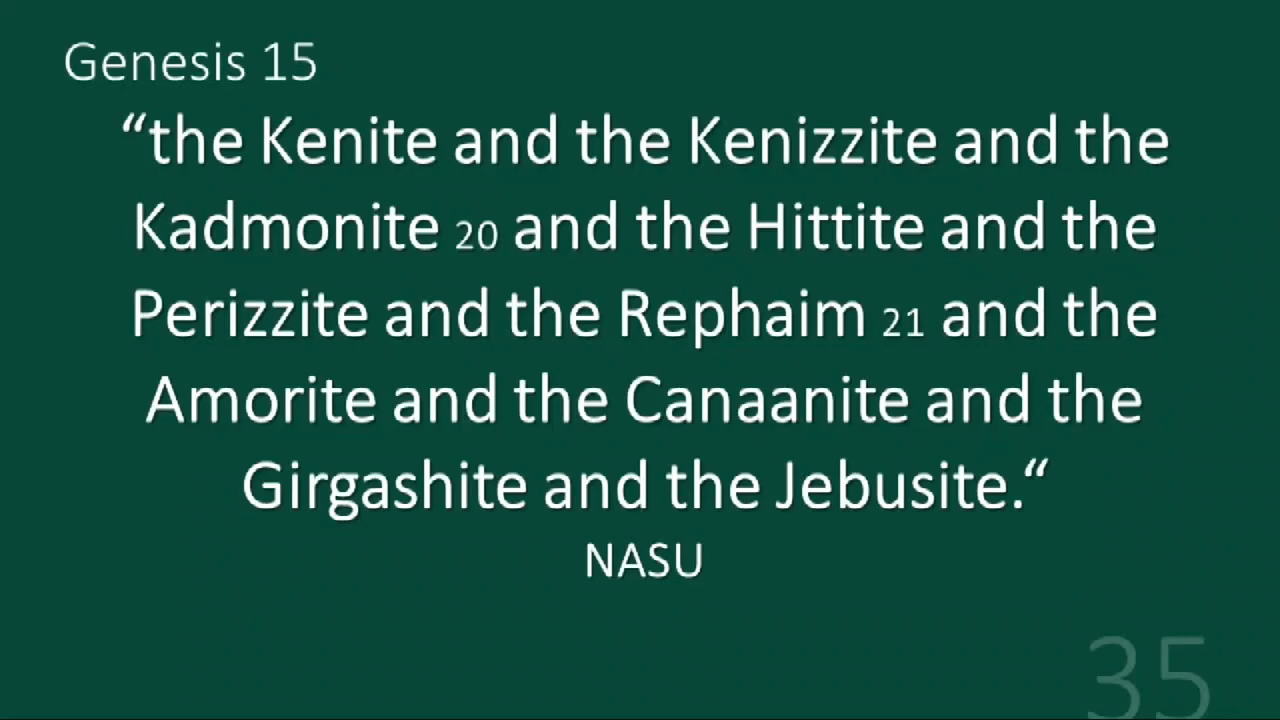 Genesis 15
“the Kenite and the Kenizzite and the
Kadmonite 20 and the Hittite and the
Perizzite and the Rephaim 21 and the
Amorite and the Canaanite and the
Girgashite and the Jebusite.“
NASU
35